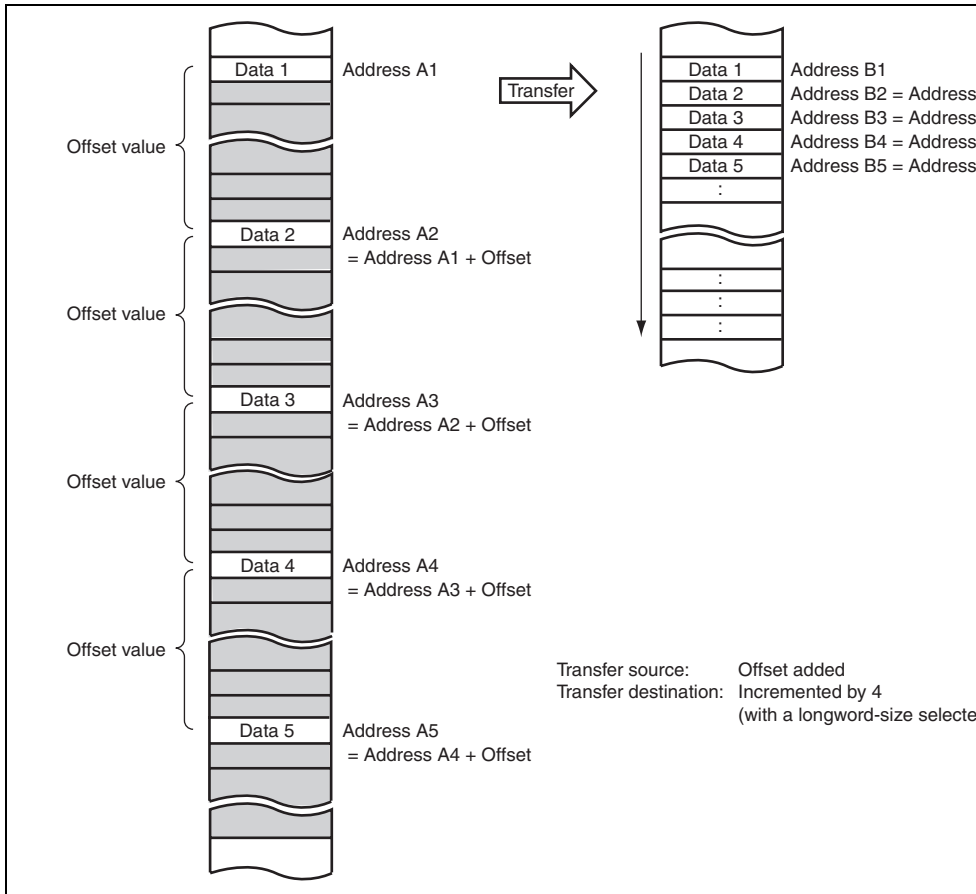 Data 1
Address A1
Offset value
Data 2
Address A2
= Address A1 + Offset
Offset value
Data 3
Address A3
= Address A2 + Offset
Offset value
Data 4
Address A4
= Address A3 + Offset
Offset value
Data 5
Address A5
= Address A4 + Offset
Transfer
Data 1
Address B1
Data 2
Address B2 = Address
Data 3
Address B3 = Address
Data 4
Address B4 = Address
Data 5
Address B5 = Address
:
:
:
:
Transfer source: Offset added
Transfer destination: Incremented by 4
(with a longword-size